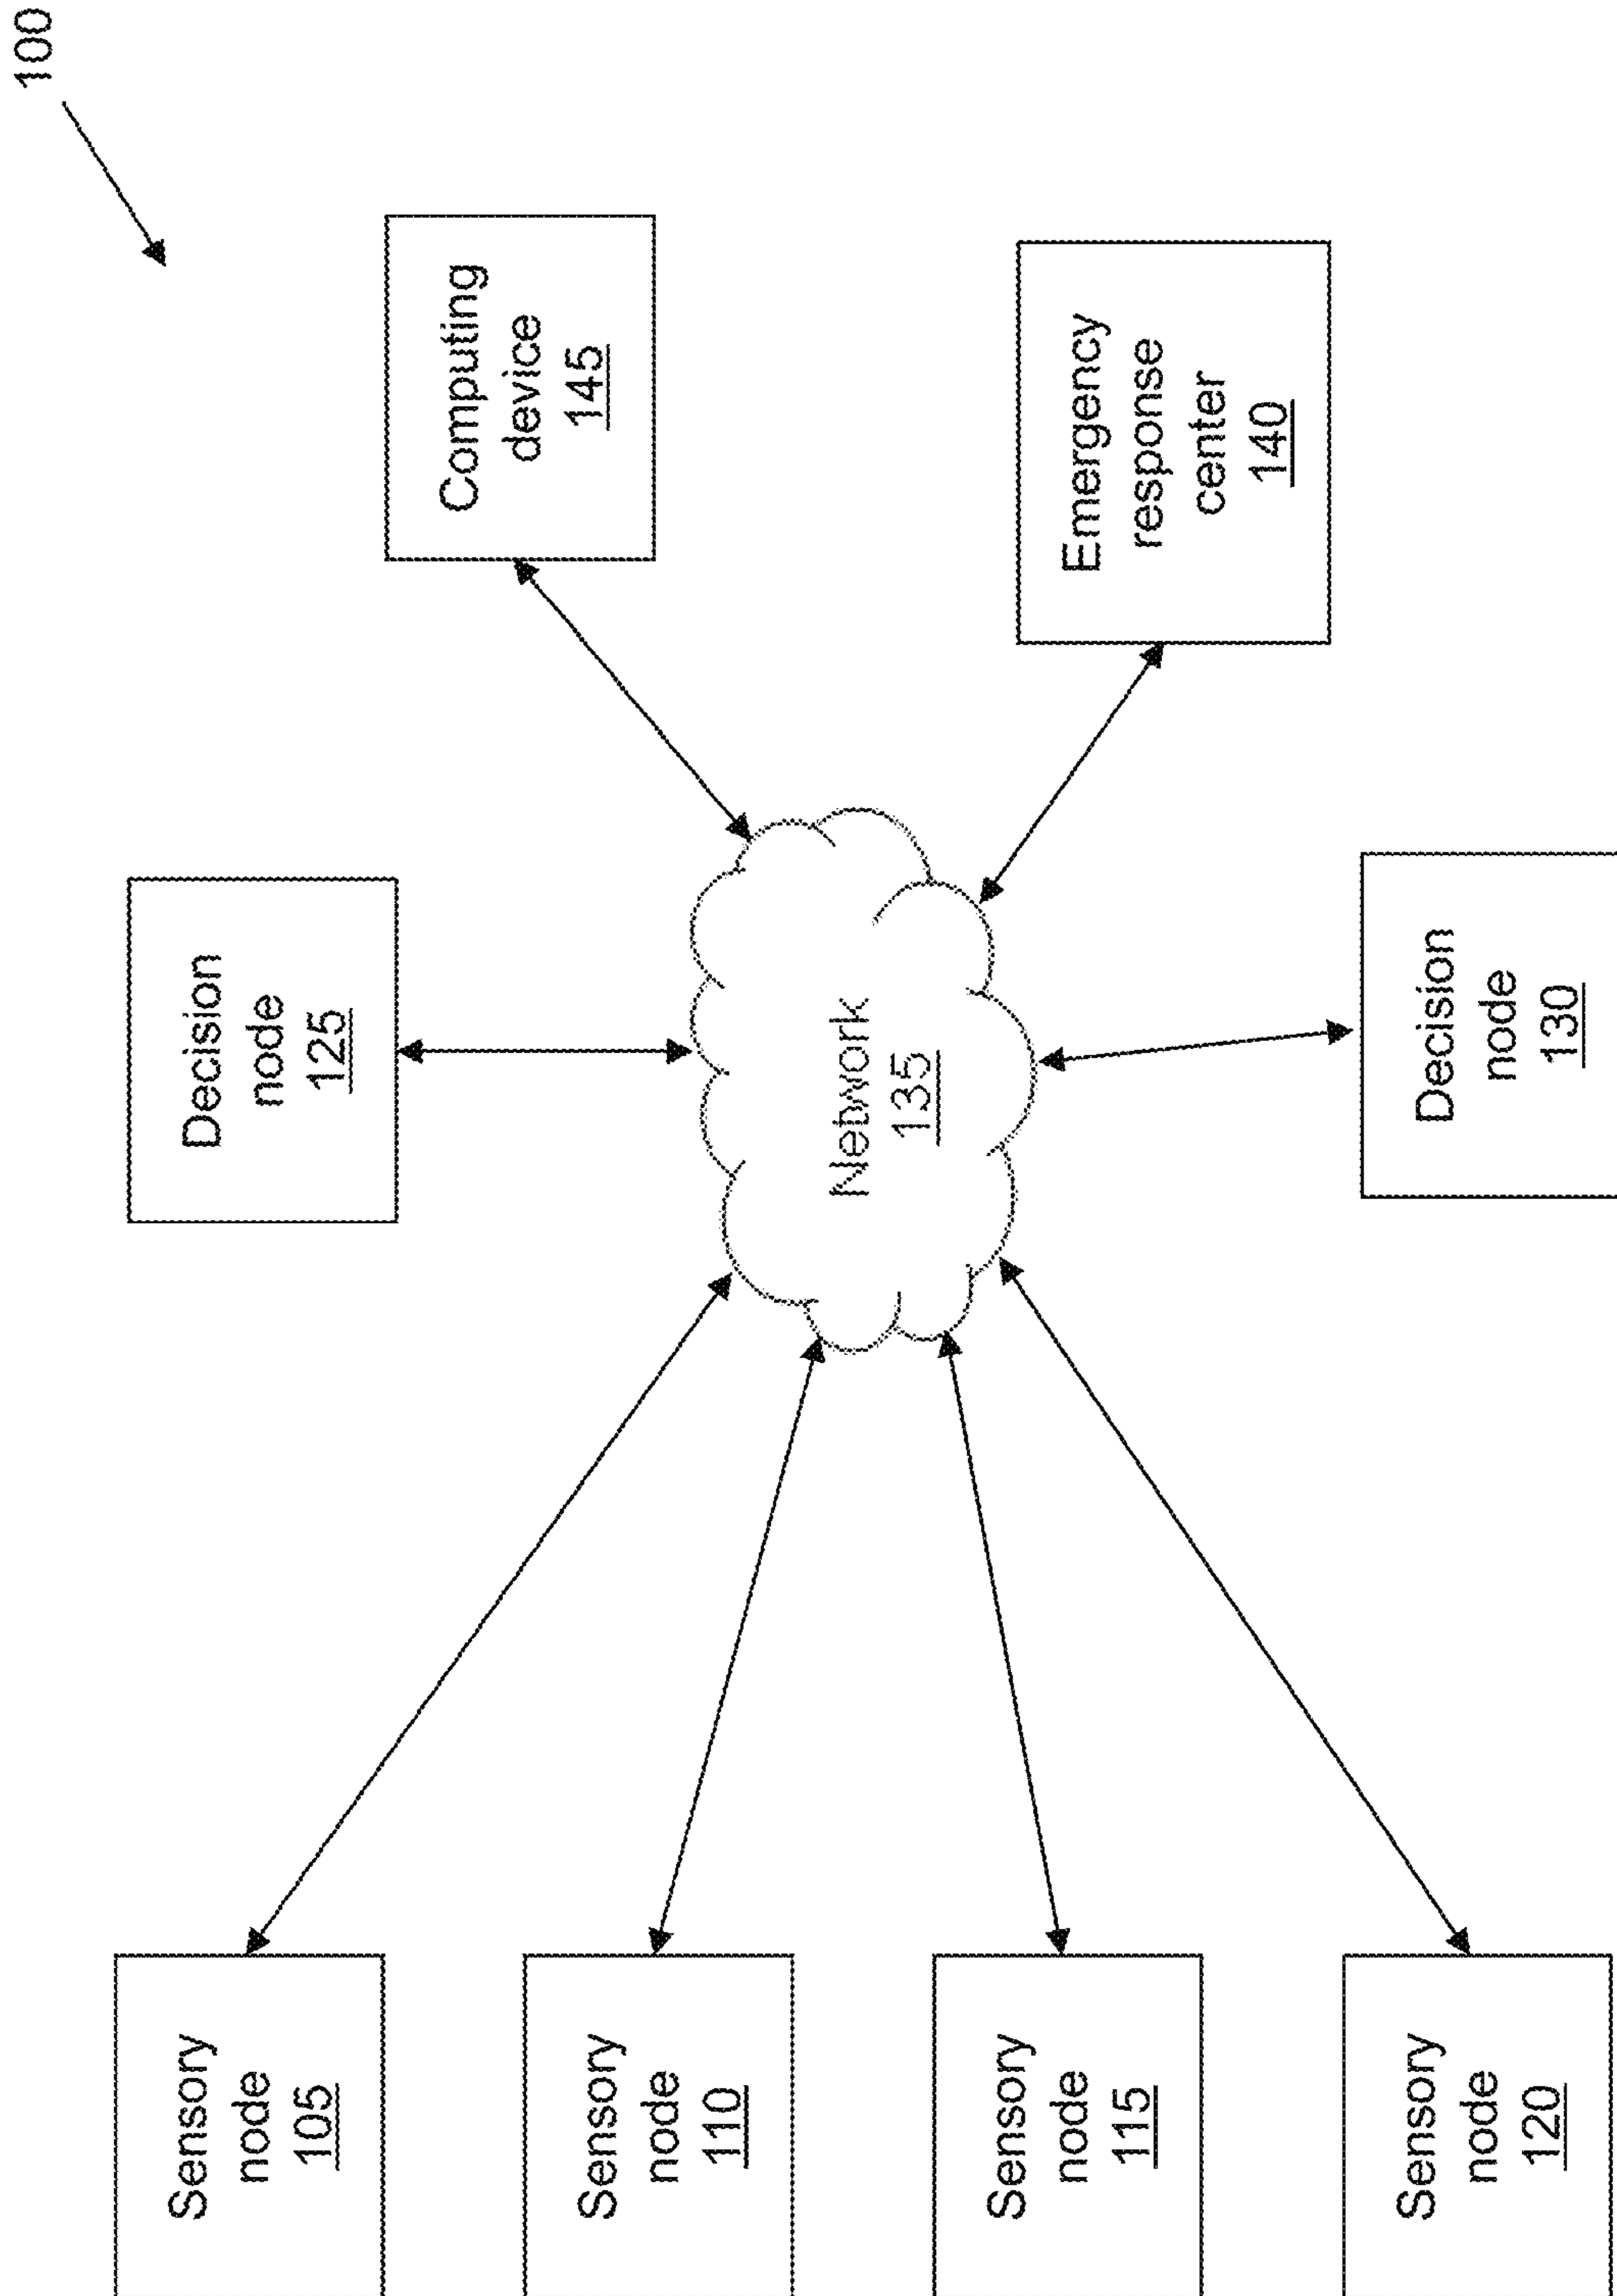 100
Decision
node
125
Computing
device
145
Sensory
node
105
Sensory
node
110
Network
135
Sensory
node
115
Emergency
response
center
140
Sensory
node
120
Decision
node
130